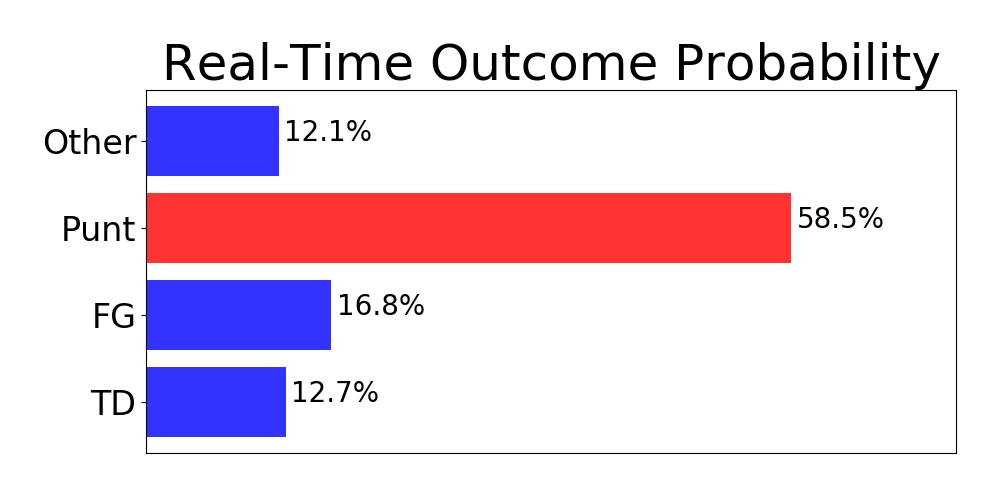 Real-Time Outcome Probability
Other 12.1%
Punt 58.5%
FG 16.8%
TD 12.7%